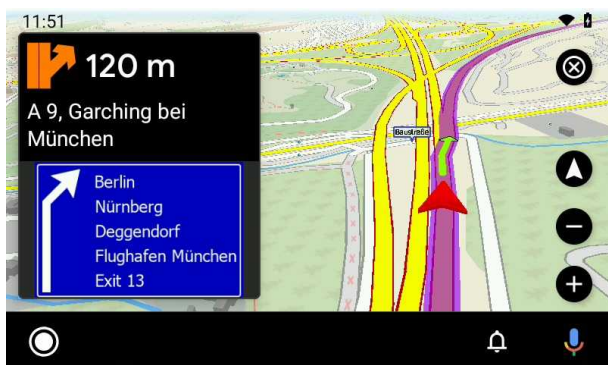 11:51
120 m
A 9, Garching bei
München
Berlin
Nürnberg
Deggendorf
Flughafen München
Exit 13
Baustraße